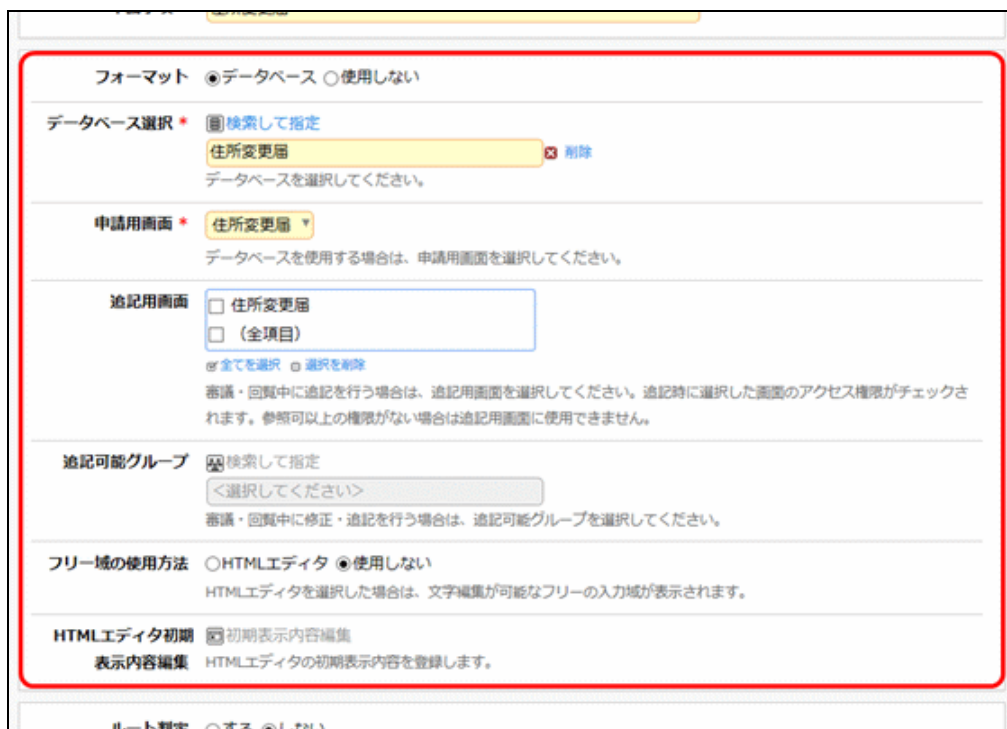 フォーマット ◉データベース ○使用しない
データベース選択 * 検索して指定
住所変更届 削除
データベースを選択してください。
申請用画面 * 住所変更届 ▼
データベースを使用する場合は、申請用画面を選択してください。
追記用画面 □ 住所変更届
□ (全項目)
全てを選択 選択を削除
審議・回覧中に追記を行う場合は、追記用画面を選択してください。追記時に選択した画面のアクセス権限がチェックさ
れます。参照可以上の権限がない場合は追記用画面に使用できません。
追記可能グループ 検索して指定
<選択してください>
審議・回覧中に修正・追記を行う場合は、追記可能グループを選択してください。
フリー域の使用方法 ○HTMLエディタ ◉使用しない
HTMLエディタを選択した場合は、文字編集が可能なフリーの入力域が表示されます。
HTMLエディタ初期 初期表示内容編集
表示内容編集 HTMLエディタの初期表示内容を登録します。
ルート判定 ○する ◉しない